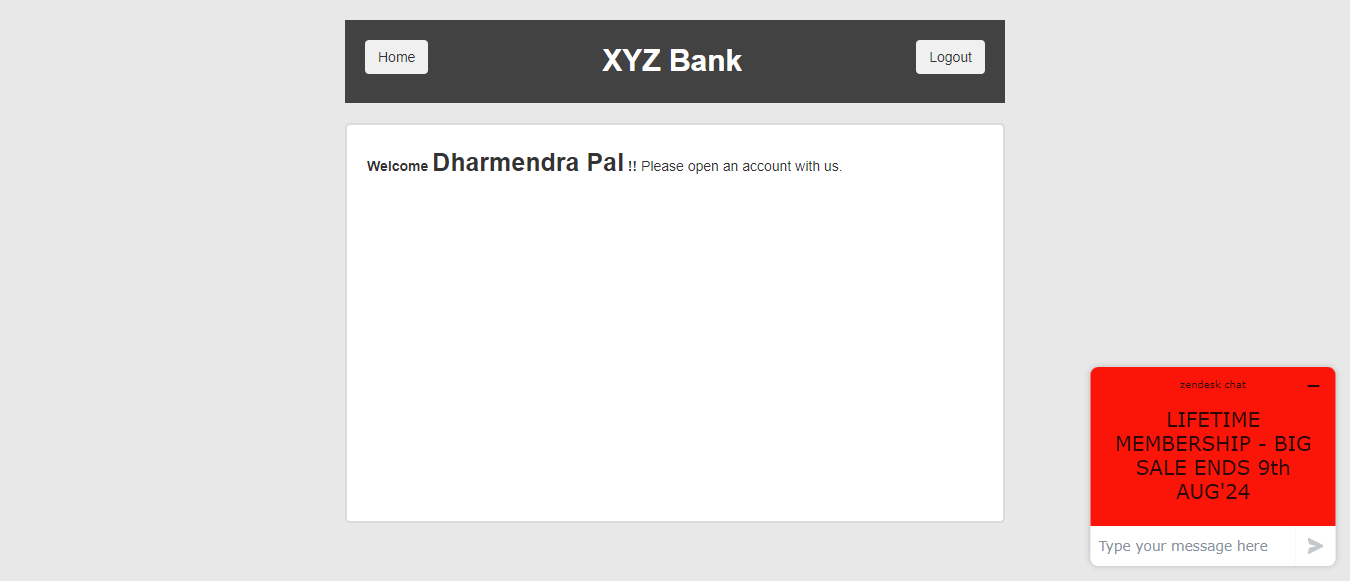 Home
XYZ Bank
Logout
Welcome Dharmendra Pal !! Please open an account with us.
zendesk chat
LIFETIME
MEMBERSHIP - BIG
SALE ENDS 9th
AUG'24
Type your message here